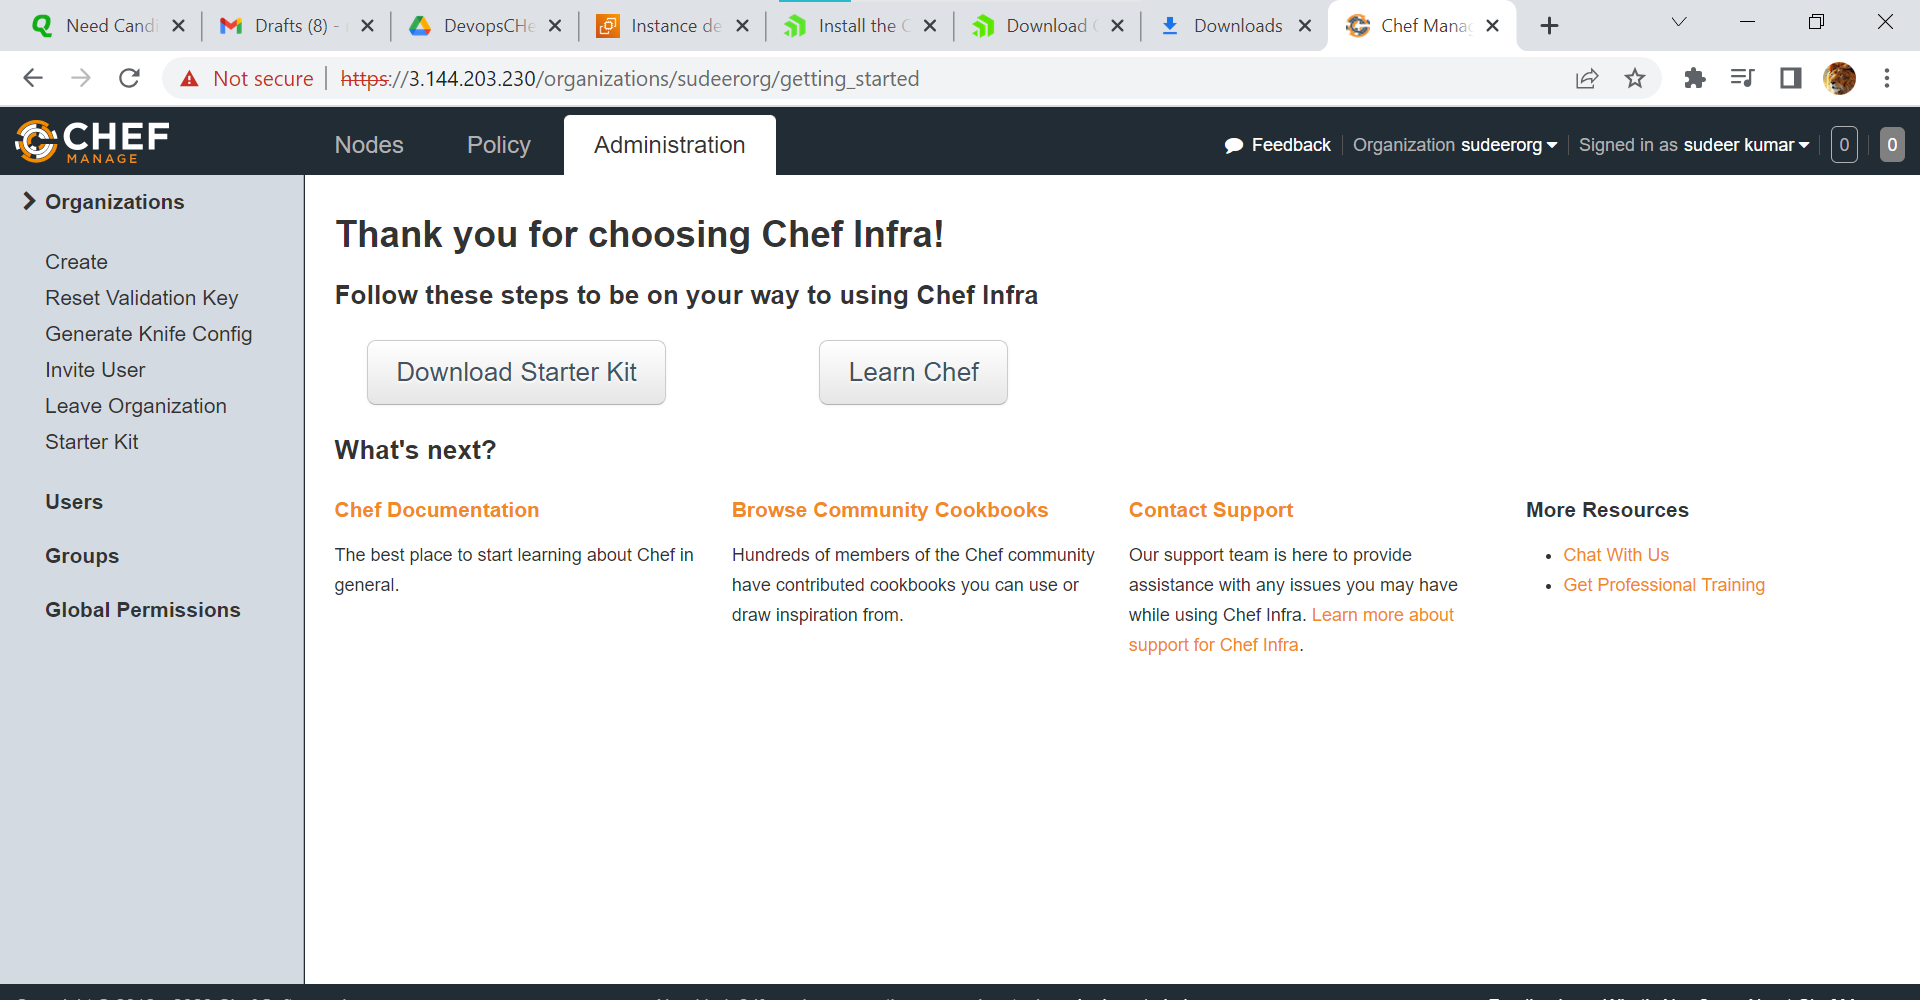 Need Candi
Drafts (8) -
DevopsCHe
Instance de
Install the C
Download C
Downloads
Chef Manag
Not secure
https://3.144.203.230/organizations/sudeerorg/getting_started
CHEF
MANAGE
Nodes
Policy
Administration
Feedback
Organization sudeerorg
Signed in as sudeer kumar
0
0
Organizations
Create
Reset Validation Key
Generate Knife Config
Invite User
Leave Organization
Starter Kit
Users
Groups
Global Permissions
Thank you for choosing Chef Infra!
Follow these steps to be on your way to using Chef Infra
Download Starter Kit
Learn Chef
What's next?
Chef Documentation
The best place to start learning about Chef in
general.
Browse Community Cookbooks
Hundreds of members of the Chef community
have contributed cookbooks you can use or
draw inspiration from.
Contact Support
Our support team is here to provide
assistance with any issues you may have
while using Chef Infra. Learn more about
support for Chef Infra.
More Resources
• Chat With Us
• Get Professional Training